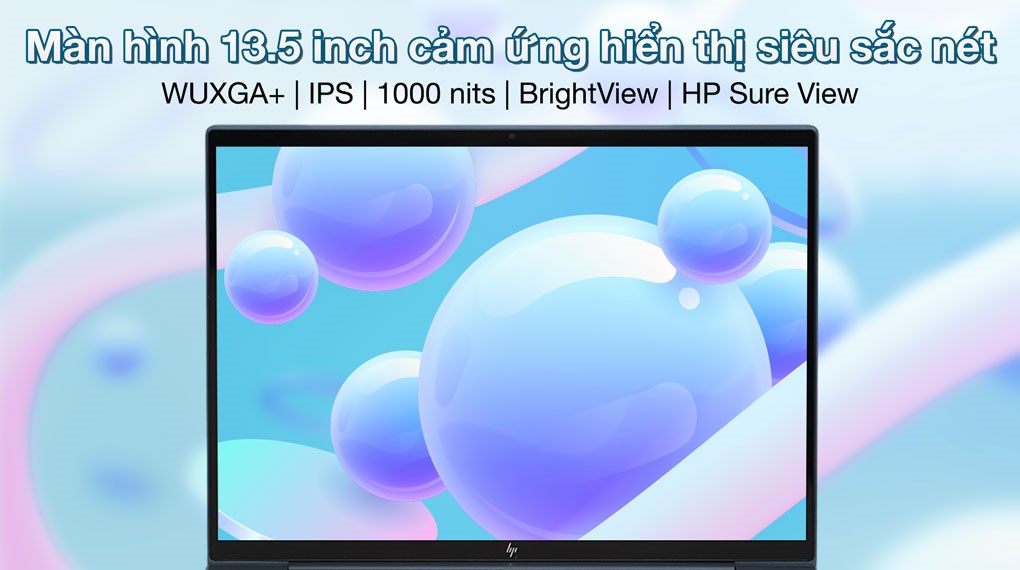 Màn hình 13.5 inch cảm ứng hiển thị siêu sắc nét
WUXGA+ | IPS | 1000 nits | BrightView | HP Sure View
hp